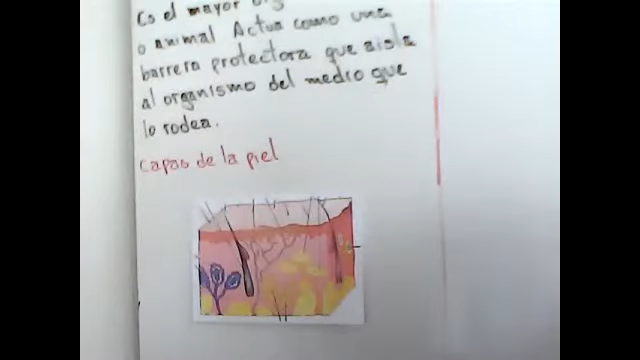 Es el mayor
o animal Actua como una
barrera protectora que aisla
al organismo del medio que
lo rodea.
capas de la piel